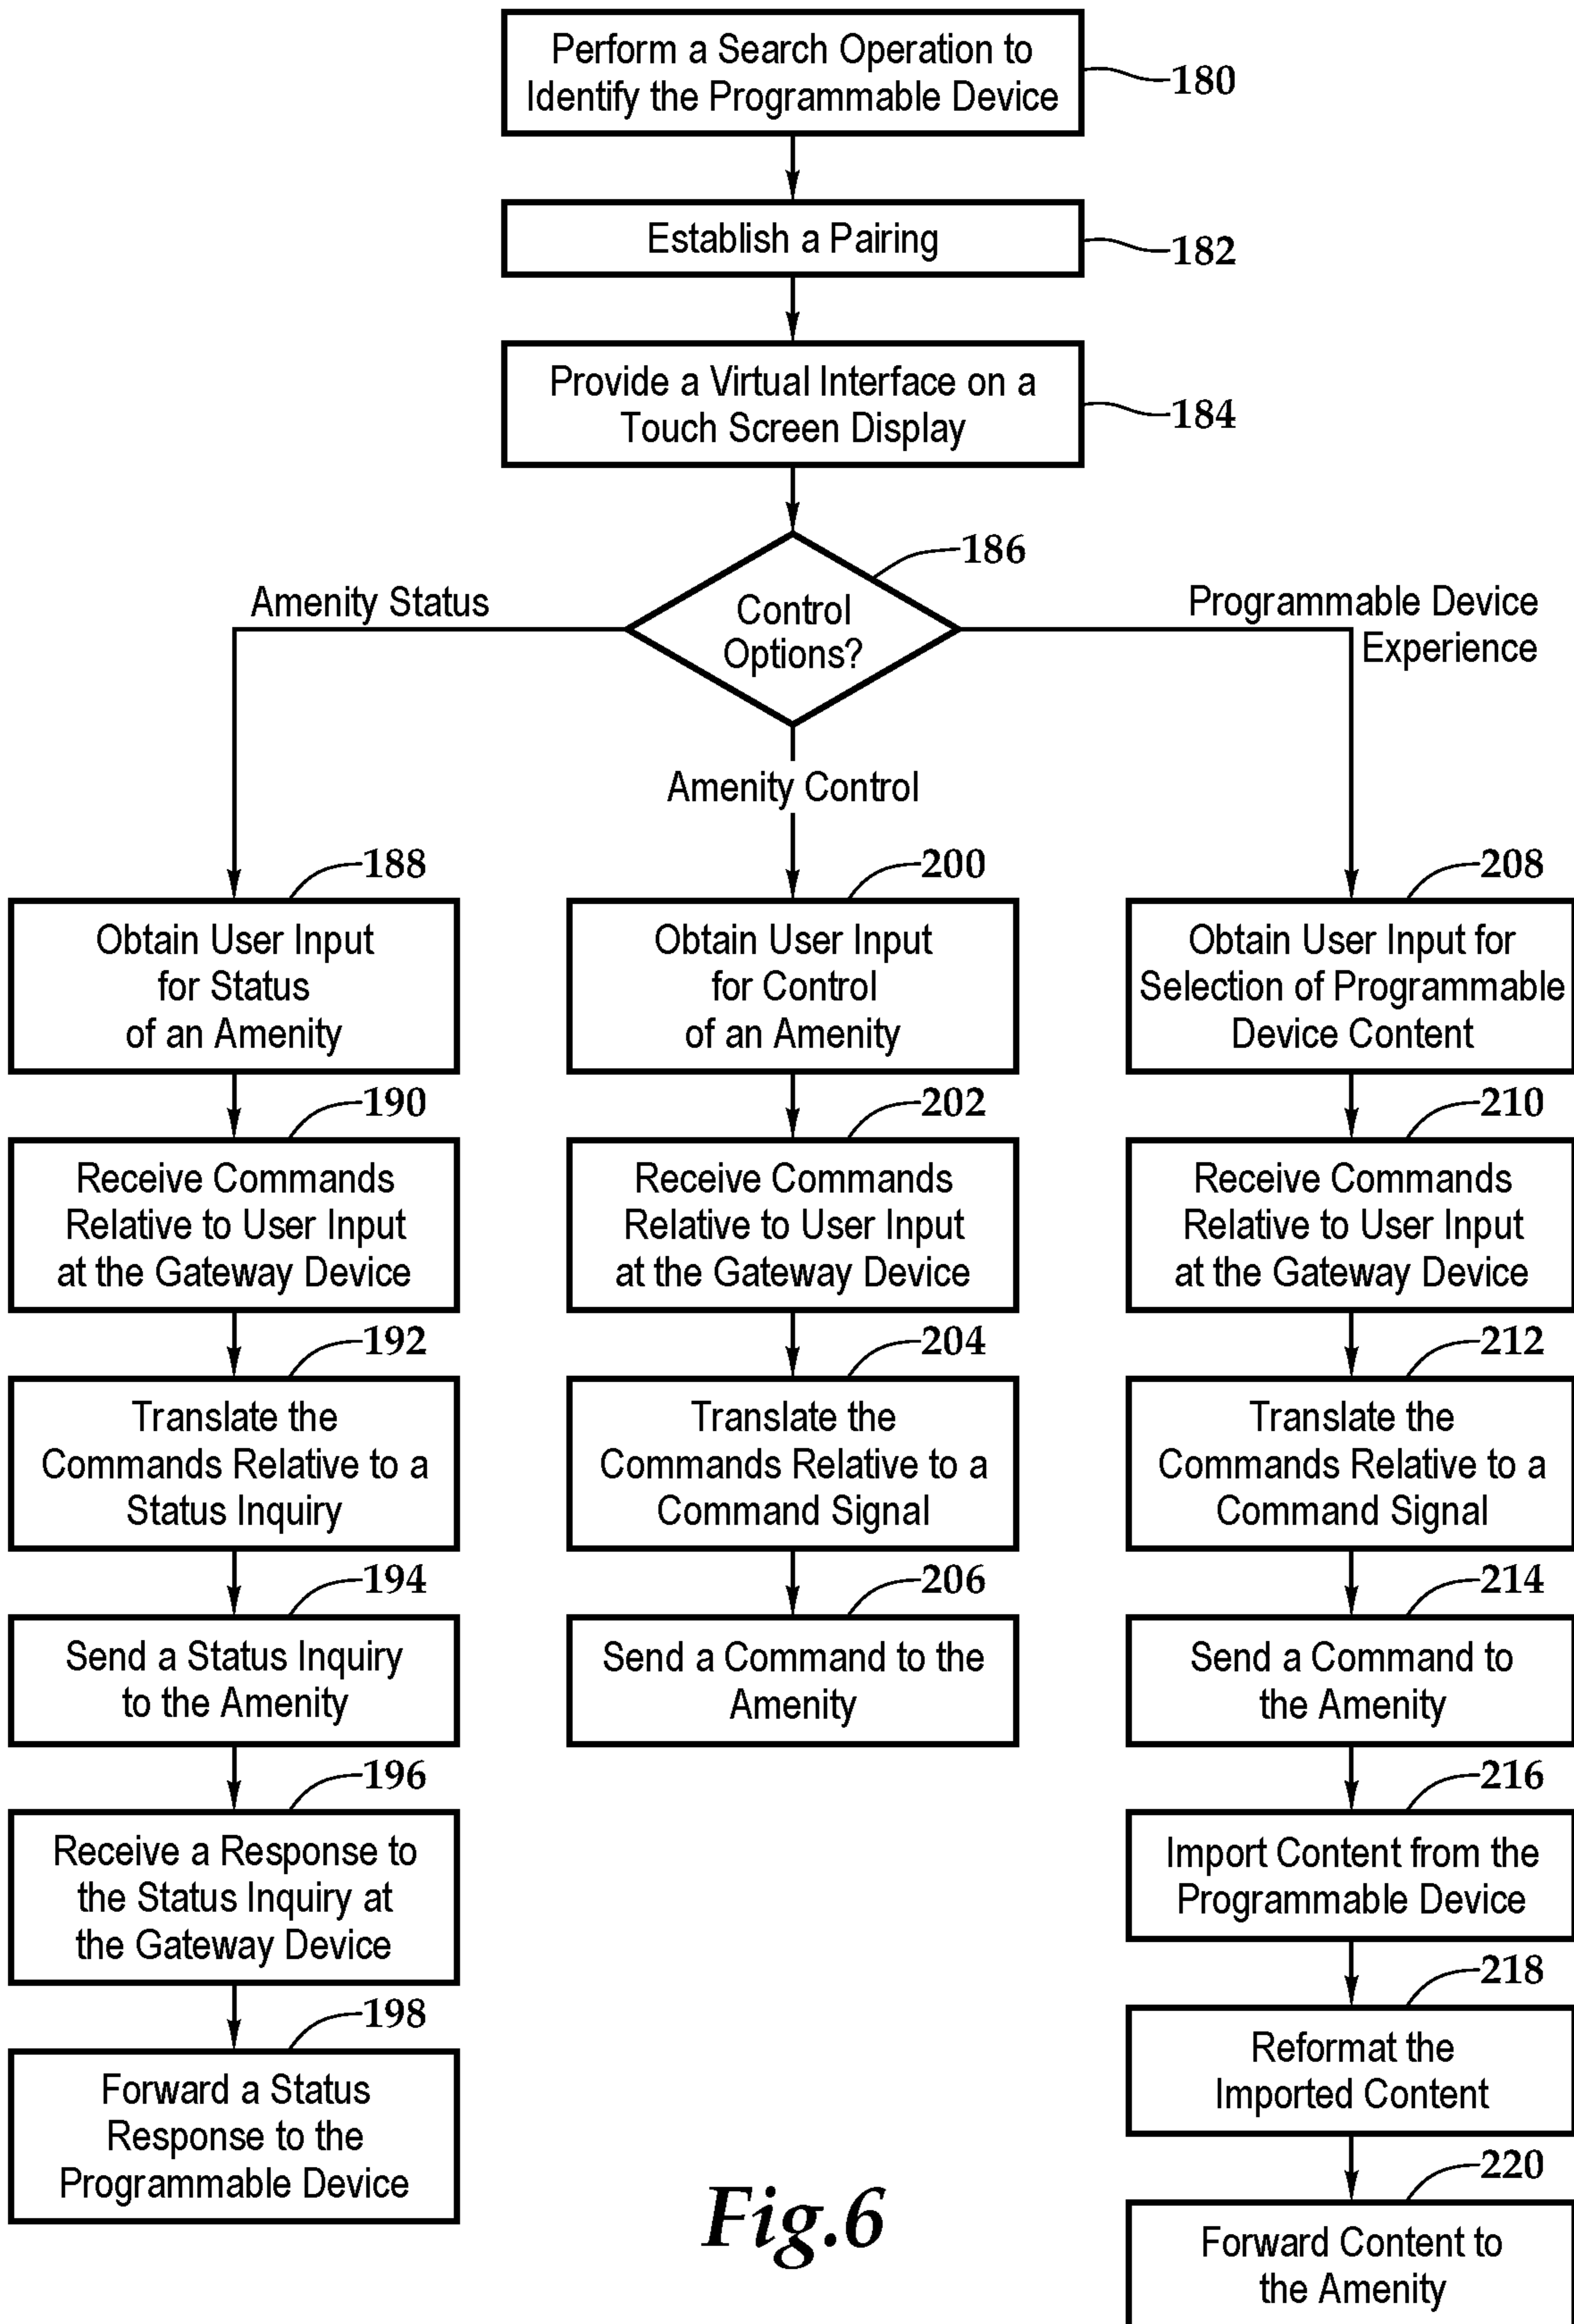 Perform a Search Operation to
Identify the Programmable Device
180
Establish a Pairing
182
Provide a Virtual Interface on a
Touch Screen Display
184
186
Control
Options?
Amenity Status
Amenity Control
Programmable Device
Experience
188
Obtain User Input
for Status
of an Amenity
190
Receive Commands
Relative to User Input
at the Gateway Device
192
Translate the
Commands Relative to a
Status Inquiry
194
Send a Status Inquiry
to the Amenity
196
Receive a Response to
the Status Inquiry at
the Gateway Device
198
Forward a Status
Response to the
Programmable Device
200
Obtain User Input
for Control
of an Amenity
202
Receive Commands
Relative to User Input
at the Gateway Device
204
Translate the
Commands Relative to a
Command Signal
206
Send a Command to the
Amenity
208
Obtain User Input for
Selection of Programmable
Device Content
210
Receive Commands
Relative to User Input
at the Gateway Device
212
Translate the
Commands Relative to a
Command Signal
214
Send a Command to
the Amenity
216
Import Content from the
Programmable Device
218
Reformat the
Imported Content
220
Forward Content to
the Amenity
Fig.6